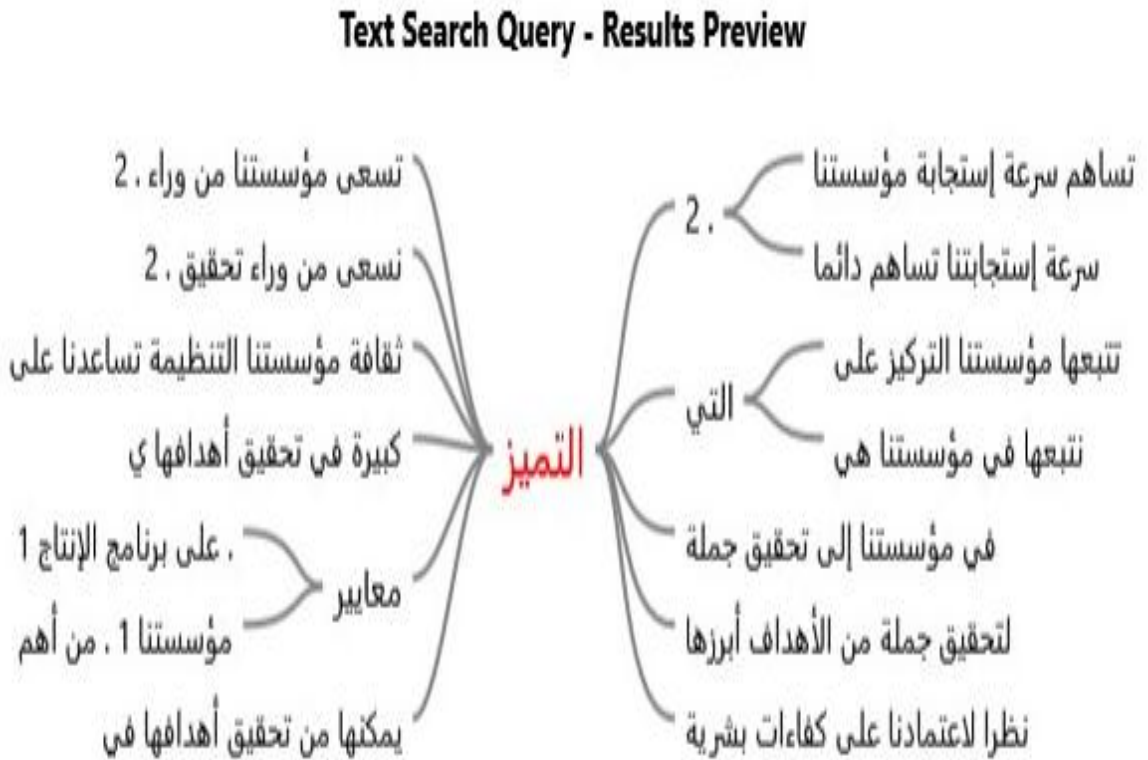 Text Search Query - Results Preview
تسعى مؤسستنا من وراء . 2
نسعى من وراء تحقيق . 2
ثقافة مؤسستنا التنظيمة تساعدنا على
كبيرة في تحقيق أهدافها ي
معايير
. على برنامج الإنتاج 1
مؤسستنا 1 . من أهم
يمكنها من تحقيق أهدافها في
التميز
2 .
تساهم سرعة إستجابة مؤسستنا
سرعة إستجابتنا تساهم دائما
التي
تتبعها مؤسستنا التركيز على
نتبعها في مؤسستنا هي
في مؤسستنا إلى تحقيق جملة
لتحقيق جملة من الأهداف أبرزها
نظرا لاعتمادنا على كفاءات بشرية